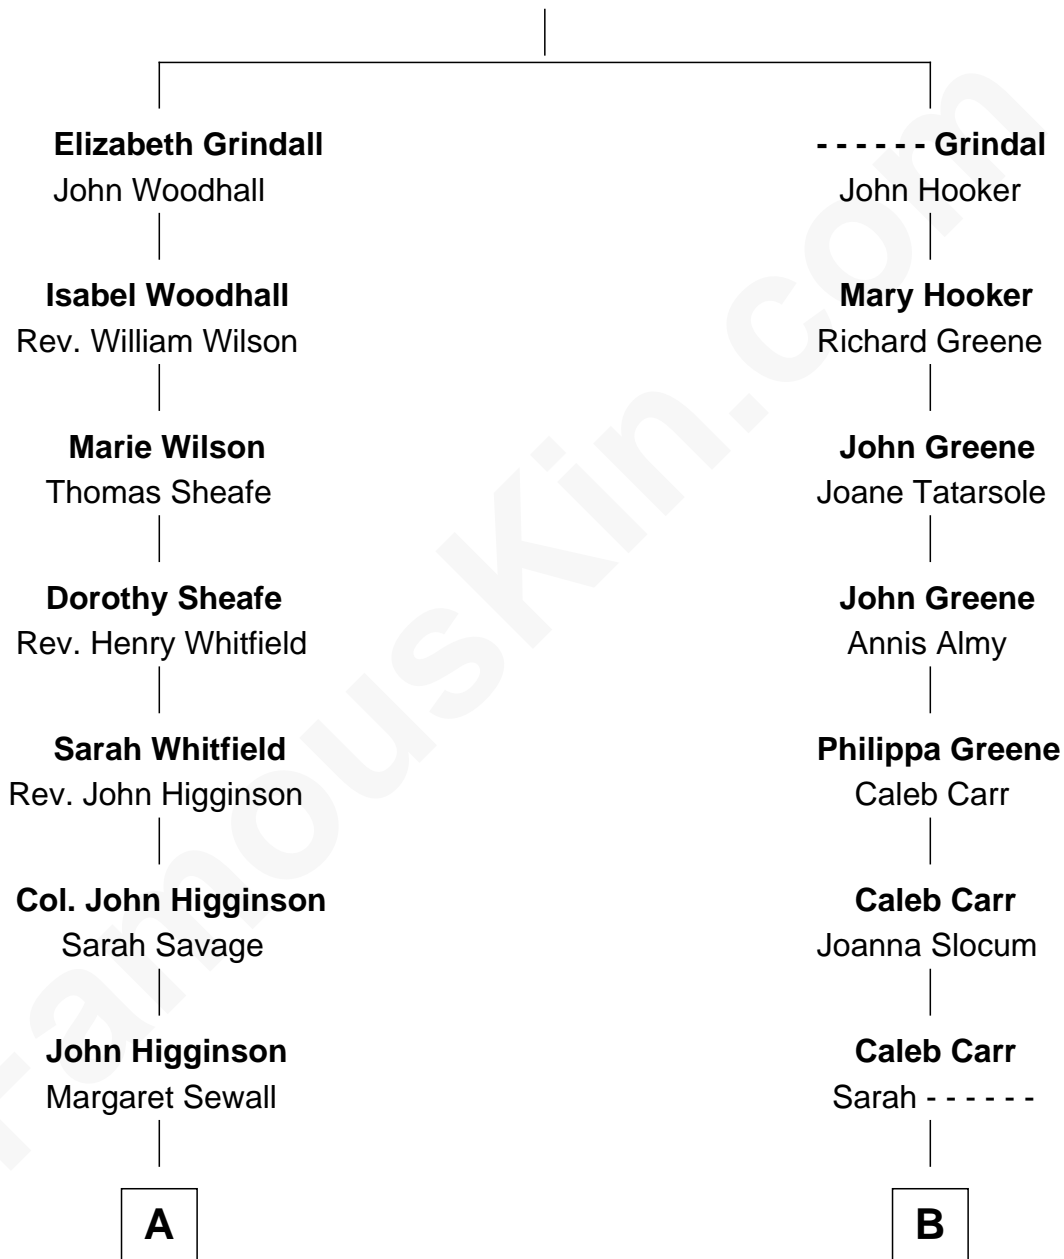 Elizabeth Grindall
John Woodhall
Isabel Woodhall
Rev. William Wilson
Marie Wilson
Thomas Sheafe
Dorothy Sheafe
Rev. Henry Whitfield
Sarah Whitfield
Rev. John Higginson
Col. John Higginson
Sarah Savage
John Higginson
Margaret Sewall
A
- - - - - - Grindal
John Hooker
Mary Hooker
Richard Greene
John Greene
Joane Tatarsole
John Greene
Annis Almy
Philippa Greene
Caleb Carr
Caleb Carr
Joanna Slocum
Caleb Carr
Sarah - - - - - -
B
FamousKin.com